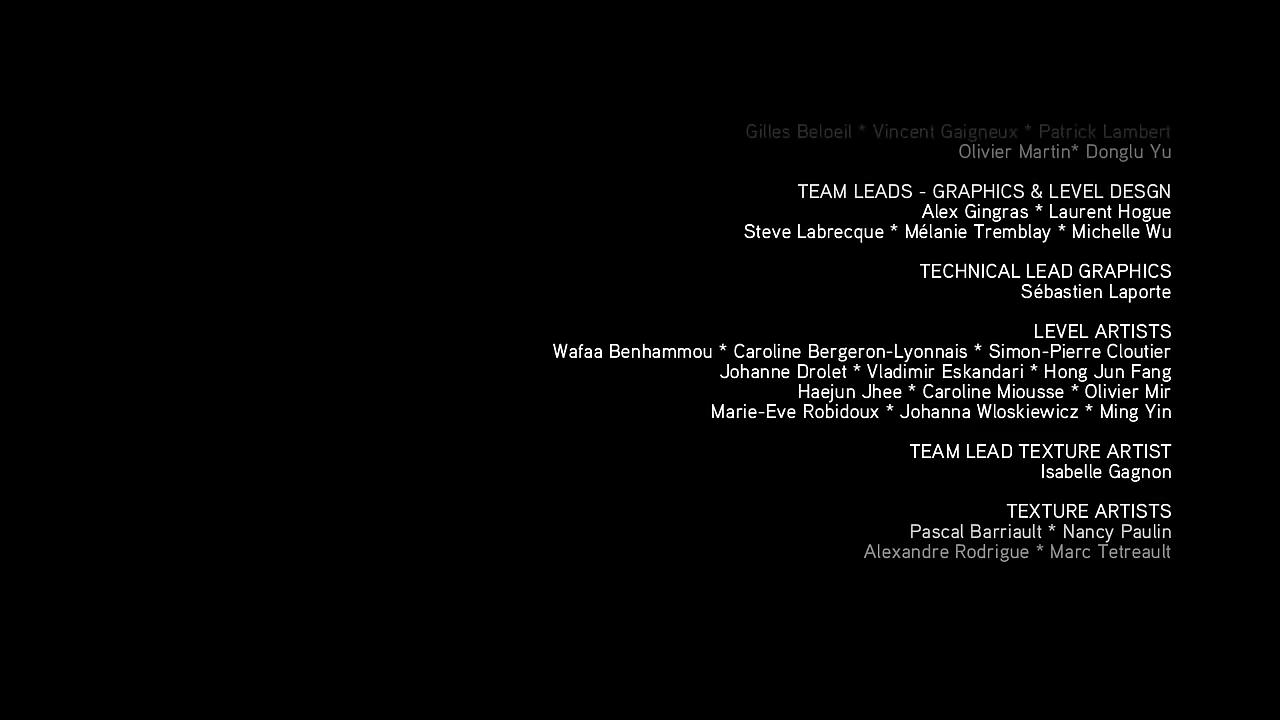 Gilles Beloeil * Vincent Gaigneux * Patrick Lambert
Olivier Martin* Donglu Yu
TEAM LEADS - GRAPHICS & LEVEL DESGN
Alex Gingras * Laurent Hogue
Steve Labrecque * Mélanie Tremblay * Michelle Wu
TECHNICAL LEAD GRAPHICS
Sébastien Laporte
LEVEL ARTISTS
Wafaa Benhammou * Caroline Bergeron-Lyonnais * Simon-Pierre Cloutier
Johanne Drolet * Vladimir Eskandari * Hong Jun Fang
Haejun Jhee * Caroline Miousse * Olivier Mir
Marie-Eve Robidoux * Johanna Wloskiewicz * Ming Yin
TEAM LEAD TEXTURE ARTIST
Isabelle Gagnon
TEXTURE ARTISTS
Pascal Barriault * Nancy Paulin
Alexandre Rodrigue * Marc Tetreault